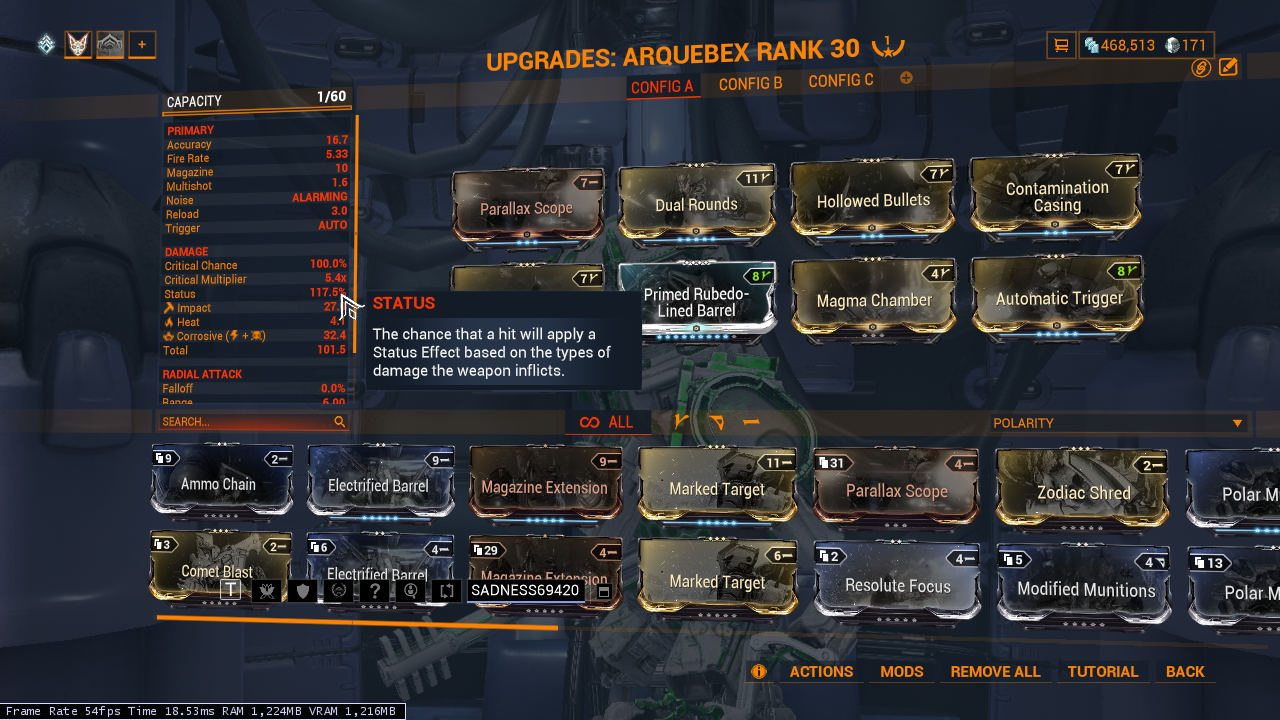 UPGRADES: ARQUEBEX RANK 30
468,513
171
CONFIG A
CONFIG B
CONFIG C
CAPACITY 1/60
PRIMARY
Accuracy 16.7
Fire Rate 5.33
Magazine 10
Multishot 1.6
Noise ALARMING
Reload 3.0
Trigger AUTO
DAMAGE
Critical Chance 100.0%
Critical Multiplier 5.4x
Status 117.5%
Impact 27.
Heat 4.1
Corrosive ( + ) 32.4
Total 101.5
RADIAL ATTACK
Falloff 0.0%
Range 6.00
7
Parallax Scope
11
Dual Rounds
7
Hollowed Bullets
7
Contamination
Casing
7
8
Primed Rubedo-
Lined Barrel
4
Magma Chamber
8
Automatic Trigger
STATUS
The chance that a hit will apply a
Status Effect based on the types of
damage the weapon inflicts.
SEARCH...
ALL
POLARITY
9 2
Ammo Chain
9
Electrified Barrel
9
Magazine Extension
11
Marked Target
31 4
Parallax Scope
2
Zodiac Shred
Polar M
3 2
Comet Blast
6 4
Electrified Barrel
29 4
Magazine Extension
6
Marked Target
2 4
Resolute Focus
5 4
Modified Munitions
13
Polar M
T
?
SADNESS69420
ACTIONS
MODS
REMOVE ALL
TUTORIAL
BACK
Frame Rate 54fps Time 18.53ms RAM 1,224MB VRAM 1,216MB